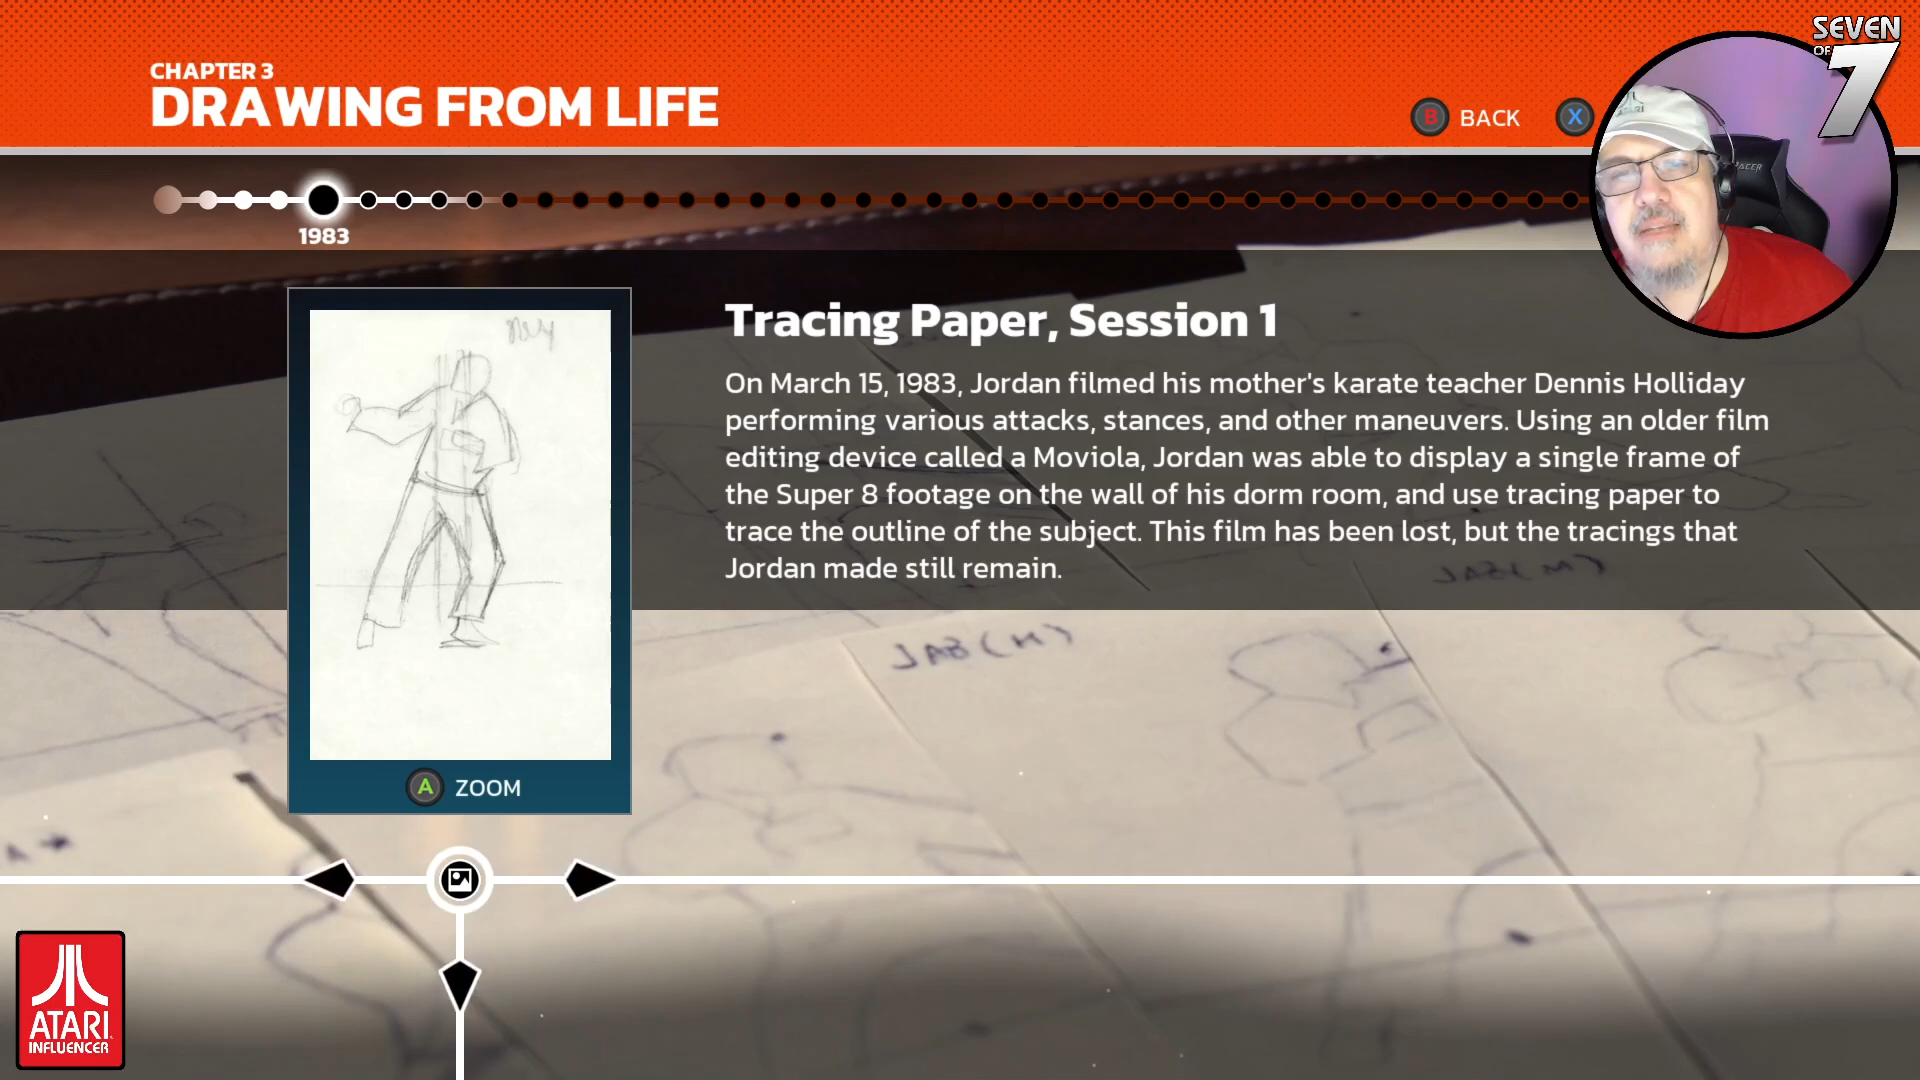 SEVEN
OF 7
CHAPTER 3
DRAWING FROM LIFE
B BACK X
1983
Tracing Paper, Session 1
On March 15, 1983, Jordan filmed his mother's karate teacher Dennis Holliday
performing various attacks, stances, and other maneuvers. Using an older film
editing device called a Moviola, Jordan was able to display a single frame of
the Super 8 footage on the wall of his dorm room, and use tracing paper to
trace the outline of the subject. This film has been lost, but the tracings that
Jordan made still remain.
JAB (M)
JAB (M)
A ZOOM
ATARI
INFLUENCER